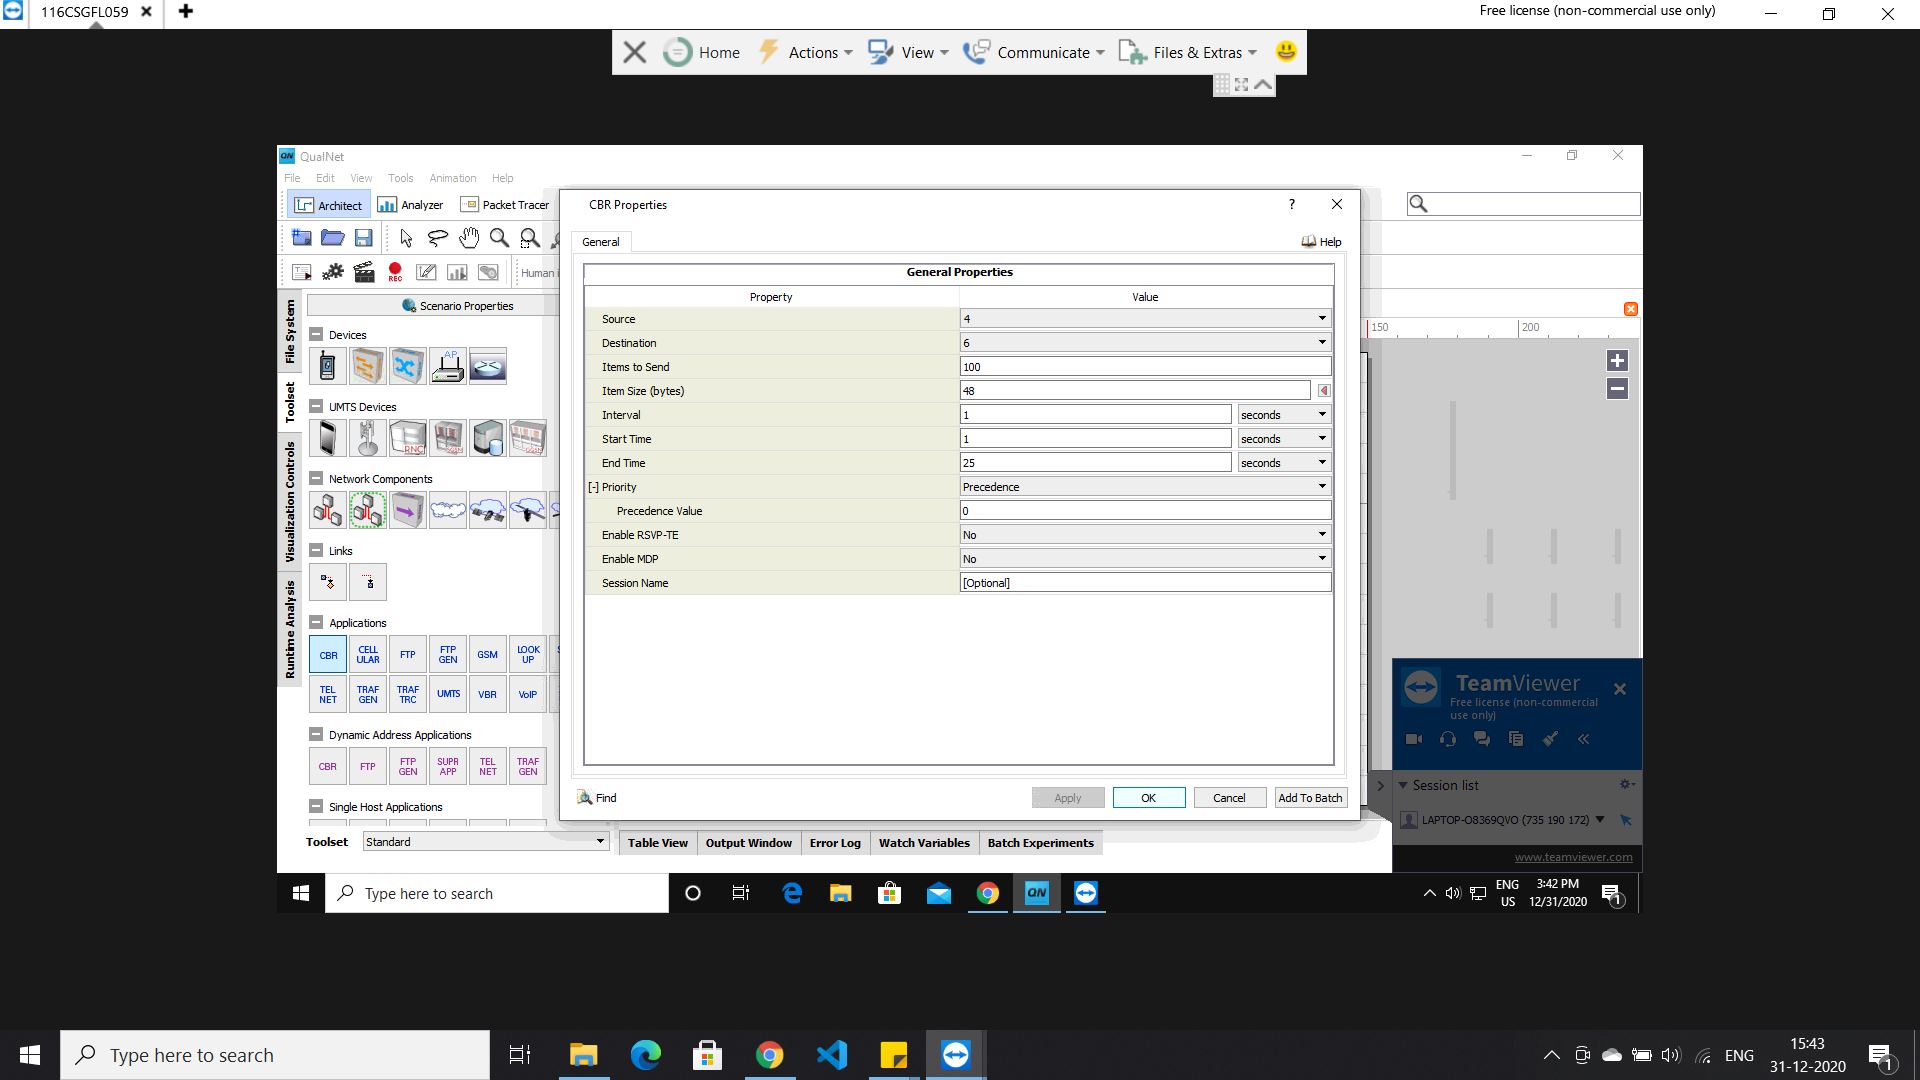 116CSGFL059
Free license (non-commercial use only)
Home Actions View Communicate Files & Extras
QN QualNet
File Edit View Tools Animation Help
Architect Analyzer Packet Tracer
REC Human i
CBR Properties ?
General Help
General Properties
Property Value
Source 4
Destination 6
Items to Send 100
Item Size (bytes) 48
Interval 1 seconds
Start Time 1 seconds
End Time 25 seconds
[-] Priority Precedence
Precedence Value 0
Enable RSVP-TE No
Enable MDP No
Session Name [Optional]
Find Apply OK Cancel Add To Batch
File System
Toolset
Visualization Controls
Runtime Analysis
Scenario Properties
Devices
AP
UMTS Devices
RNC
Network Components
Links
Applications
CBR CELL ULAR FTP FTP GEN GSM LOOK UP
TEL NET TRAF GEN TRAF TRC UMTS VBR VoIP
Dynamic Address Applications
CBR FTP FTP GEN SUPR APP TEL NET TRAF GEN
Single Host Applications
Toolset Standard
Table View Output Window Error Log Watch Variables Batch Experiments
150 200
TeamViewer
Free license (non-commercial
use only)
Session list
LAPTOP-O8369QVO (735 190 172)
www.teamviewer.com
Type here to search
QN
ENG
US
3:42 PM
12/31/2020
1
Type here to search
ENG
15:43
31-12-2020
1